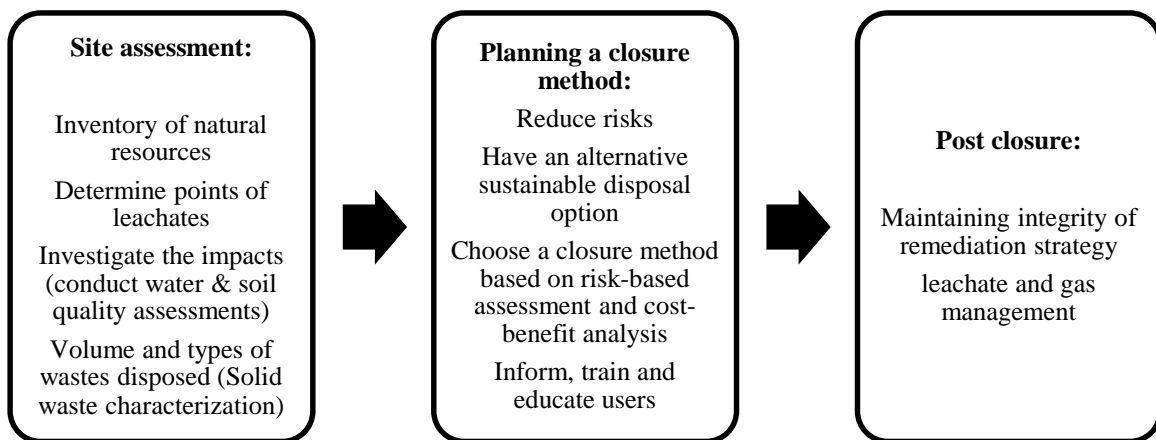 Site assessment:
Inventory of natural
resources
Determine points of
leachates
Investigate the impacts
(conduct water & soil
quality assessments)
Volume and types of
wastes disposed (Solid
waste characterization)
Planning a closure
method:
Reduce risks
Have an alternative
sustainable disposal
option
Choose a closure method
based on risk-based
assessment and cost-
benefit analysis
Inform, train and
educate users
Post closure:
Maintaining integrity of
remediation strategy
leachate and gas
management